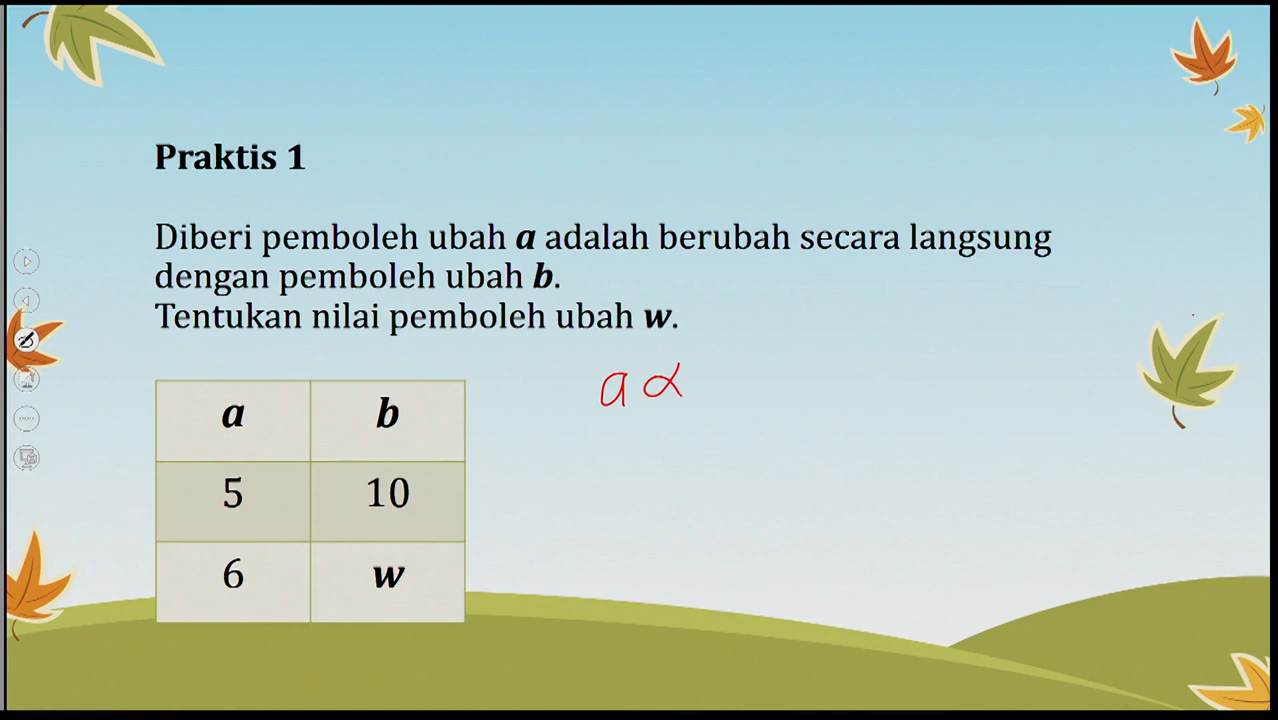 Praktis 1
Diberi pemboleh ubah a adalah berubah secara langsung
dengan pemboleh ubah b.
Tentukan nilai pemboleh ubah w.
a α
a b
5 10
6 w